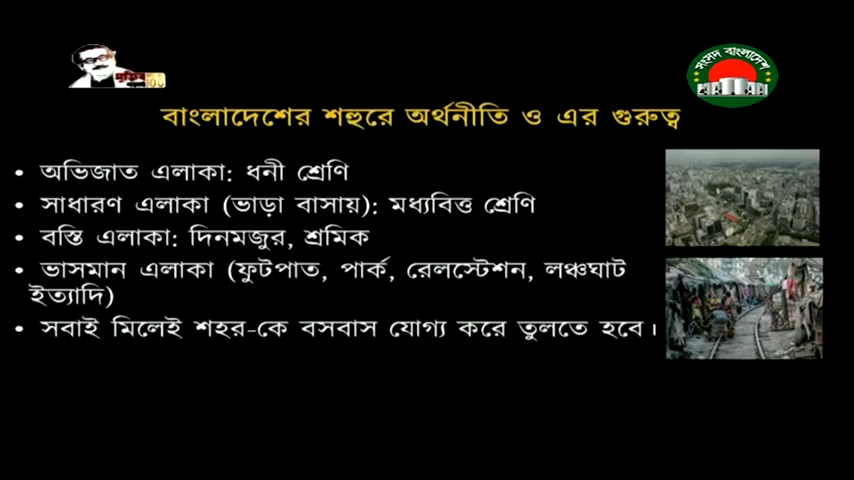 সংসদ বাংলাদেশ
বাংলাদেশের শহুরে অর্থনীতি ও এর গুরুত্ব
• অভিজাত এলাকা: ধনী শ্রেণি
• সাধারণ এলাকা (ভাড়া বাসায়): মধ্যবিত্ত শ্রেণি
• বস্তি এলাকা: দিনমজুর, শ্রমিক
• ভাসমান এলাকা (ফুটপাত, পার্ক, রেলস্টেশন, লঞ্চঘাট
ইত্যাদি)
• সবাই মিলেই শহর-কে বসবাস যোগ্য করে তুলতে হবে।